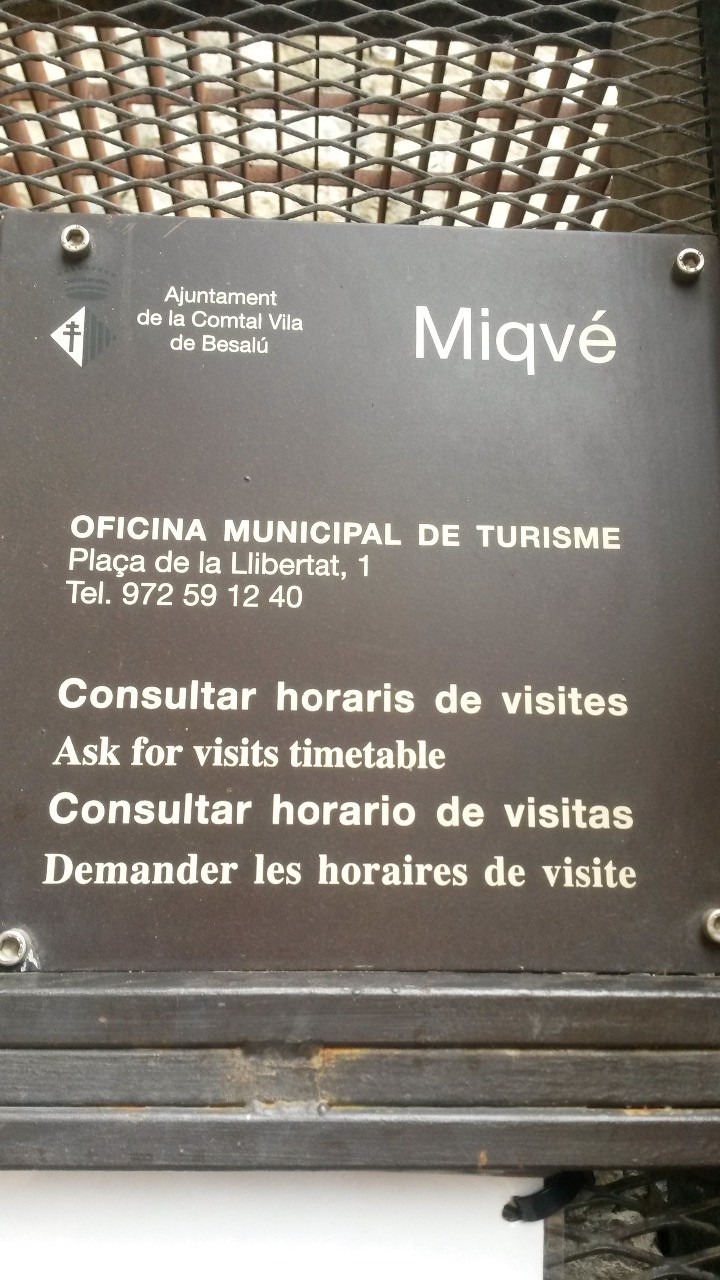 Ajuntament
de la Comtal Vila
de Besalú
Miqvé
OFICINA MUNICIPAL DE TURISME
Plaça de la Llibertat, 1
Tel. 972 59 12 40
Consultar horaris de visites
Ask for visits timetable
Consultar horario de visitas
Demander les horaires de visite